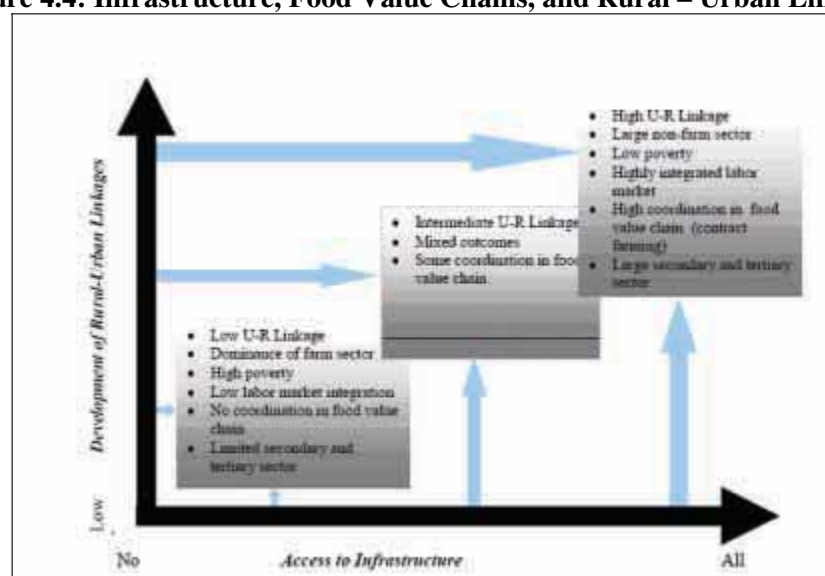 re 4.4: Infrastructure, Food Value Chains, and Rural – Urban Lin
Development of Rural-Urban Linkages
Low
• High U-R Linkage
• Large non-farm sector
• Low poverty
• Highly integrated labor
market
• High coordination in food
value chain (contract
farming)
• Large secondary and tertiary
sector
• Intermediate U-R Linkage
• Mixed outcomes
• Some coordination in food
value chain
• Low U-R Linkage
• Dominance of farm sector
• High poverty
• Low labor market integration
• No coordination in food value
chain
• Limited secondary and
tertiary sector
No
Access to Infrastructure
All